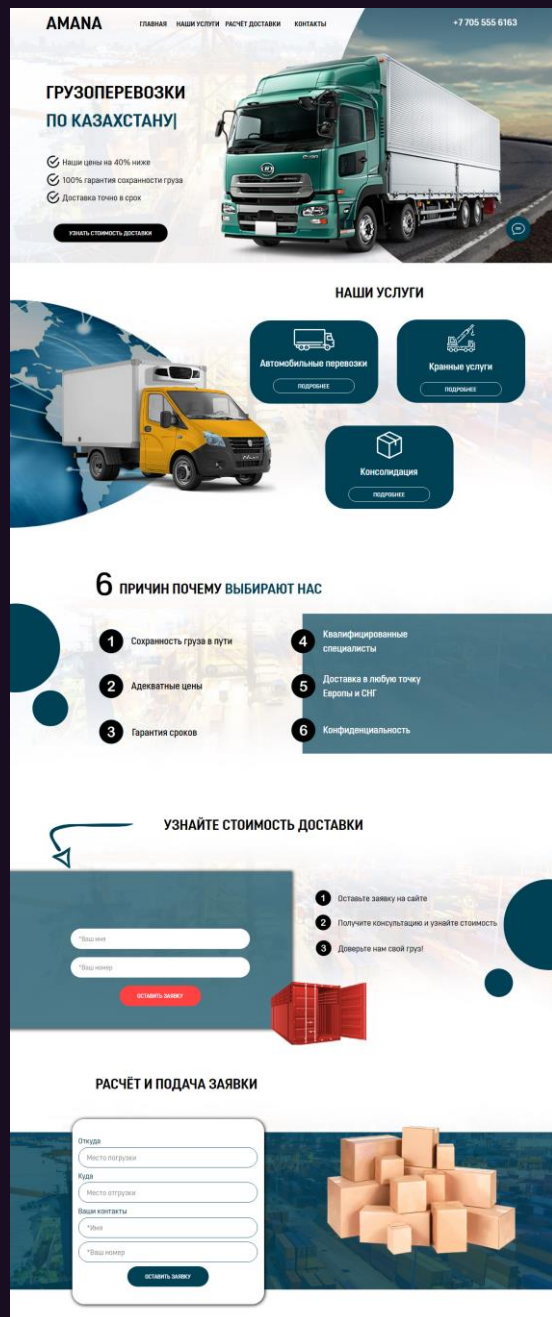 AMANA
ГЛАВНАЯ НАШИ УСЛУГИ РАСЧЁТ ДОСТАВКИ КОНТАКТЫ
+7 705 555 6163
ГРУЗОПЕРЕВОЗКИ
ПО КАЗАХСТАНУ|
Наши цены на 40% ниже
100% гарантия сохранности груза
Доставка точно в срок
УЗНАТЬ СТОИМОСТЬ ДОСТАВКИ
НАШИ УСЛУГИ
Автомобильные перевозки
ПОДРОБНЕЕ
Кранные услуги
ПОДРОБНЕЕ
Консолидация
ПОДРОБНЕЕ
6 ПРИЧИН ПОЧЕМУ ВЫБИРАЮТ НАС
1 Сохранность груза в пути
2 Адекватные цены
3 Гарантия сроков
4 Квалифицированные
специалисты
5 Доставка в любую точку
Европы и СНГ
6 Конфиденциальность
УЗНАЙТЕ СТОИМОСТЬ ДОСТАВКИ
*Ваш имя
*Ваш номер
ОСТАВИТЬ ЗАЯВКУ
1 Оставьте заявку на сайте
2 Получите консультацию и узнайте стоимость
3 Доверьте нам свой груз!
РАСЧЁТ И ПОДАЧА ЗАЯВКИ
Откуда
Место погрузки
Куда
Место отгрузки
Ваши контакты
*Имя
*Ваш номер
ОСТАВИТЬ ЗАЯВКУ